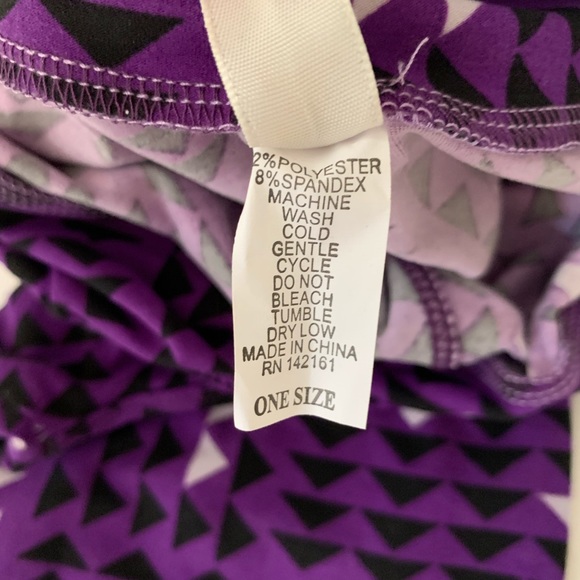 2%POLYESTER
8%SPANDEX
MACHINE
WASH
COLD
GENTLE
CYCLE
DO NOT
BLEACH
TUMBLE
DRY LOW
MADE IN CHINA
RN 142161
ONE SIZE